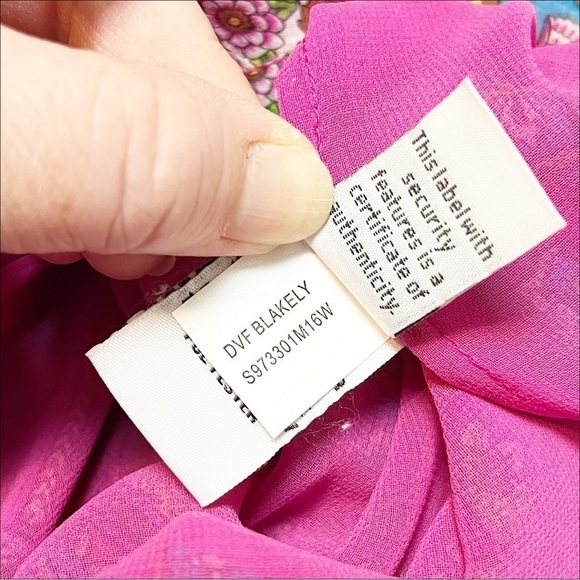 This label with
security
features is a
certificate of
authenticity.
DVF BLAKELY
S973301M16W